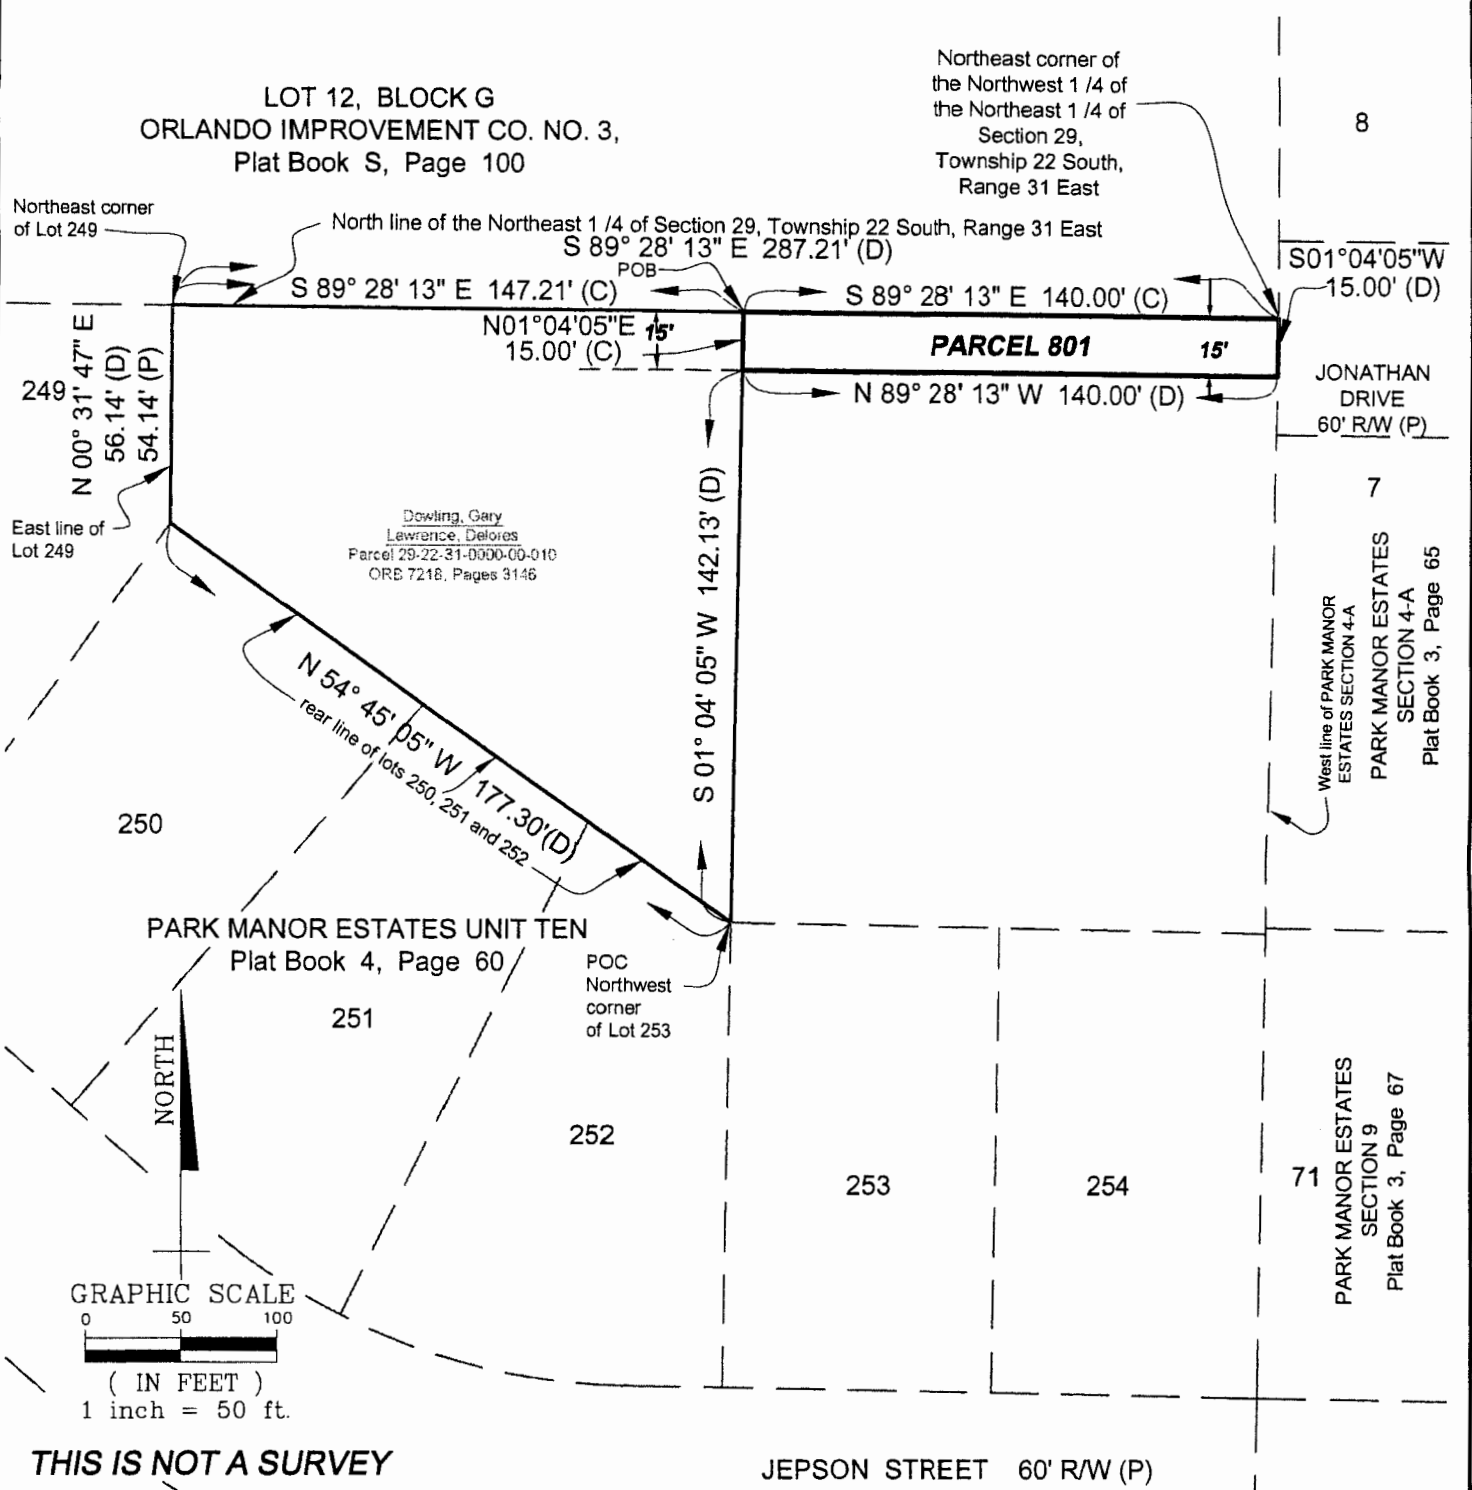 LOT 12, BLOCK G
ORLANDO IMPROVEMENT CO. NO. 3,
Plat Book S, Page 100
Northeast corner of
the Northwest 1 /4 of
the Northeast 1 /4 of
Section 29,
Township 22 South,
Range 31 East
8
Northeast corner
of Lot 249
North line of the Northeast 1 /4 of Section 29, Township 22 South, Range 31 East
S 89° 28' 13" E 287.21' (D)
POB
S 89° 28' 13" E 147.21' (C)
S 89° 28' 13" E 140.00' (C)
S01°04'05"W
15.00' (D)
N01°04'05"E
15.00' (C)
15'
PARCEL 801
15'
N 89° 28' 13" W 140.00' (D)
JONATHAN
DRIVE
60' R/W (P)
249
N 00° 31' 47" E
56.14' (D)
54.14' (P)
East line of
Lot 249
Dowling, Gary
Lawrence, Delores
Parcel 29-22-31-0000-00-010
ORB 7218, Pages 3146
S 01° 04' 05" W 142.13' (D)
7
PARK MANOR ESTATES
SECTION 4-A
Plat Book 3, Page 65
West line of PARK MANOR
ESTATES SECTION 4-A
N 54° 45' 05" W 177.30'(D)
rear line of lots 250, 251 and 252
250
PARK MANOR ESTATES UNIT TEN
Plat Book 4, Page 60
POC
Northwest
corner
of Lot 253
251
252
253
254
71
PARK MANOR ESTATES
SECTION 9
Plat Book 3, Page 67
NORTH
GRAPHIC SCALE
0 50 100
( IN FEET )
1 inch = 50 ft.
THIS IS NOT A SURVEY
JEPSON STREET 60' R/W (P)